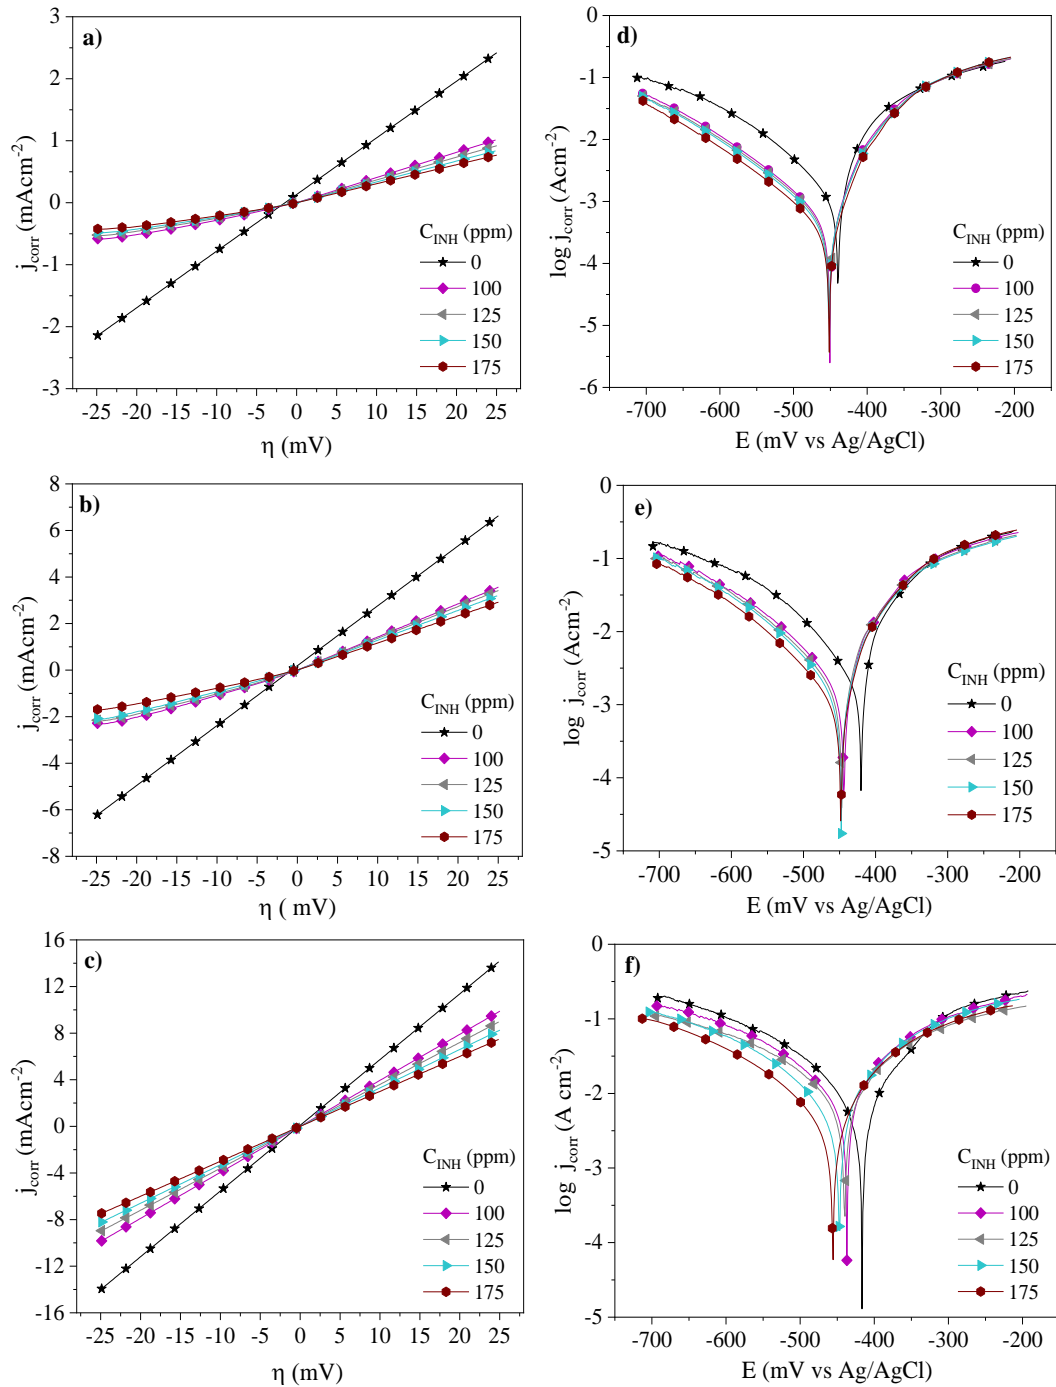 a)
3
2
1
0
-1
-2
-3
j_corr (mAcm⁻²)
-25 -20 -15 -10 -5 0 5 10 15 20 25
η (mV)
C_INH (ppm)
0
100
125
150
175
d)
0
-1
-2
-3
-4
-5
-6
log j_corr (Acm⁻²)
-700 -600 -500 -400 -300 -200
E (mV vs Ag/AgCl)
C_INH (ppm)
0
100
125
150
175
b)
8
6
4
2
0
-2
-4
-6
-8
j_corr (mAcm⁻²)
-25 -20 -15 -10 -5 0 5 10 15 20 25
η ( mV)
C_INH (ppm)
0
100
125
150
175
e)
0
-1
-2
-3
-4
-5
log j_corr (Acm⁻²)
-700 -600 -500 -400 -300 -200
E (mV vs Ag/AgCl)
C_INH (ppm)
0
100
125
150
175
c)
16
12
8
4
0
-4
-8
-12
-16
j_corr (mAcm⁻²)
-25 -20 -15 -10 -5 0 5 10 15 20 25
η (mV)
C_INH (ppm)
0
100
125
150
175
f)
0
-1
-2
-3
-4
-5
log j_corr (A cm⁻²)
-700 -600 -500 -400 -300 -200
E (mV vs Ag/AgCl)
C_INH (ppm)
0
100
125
150
175